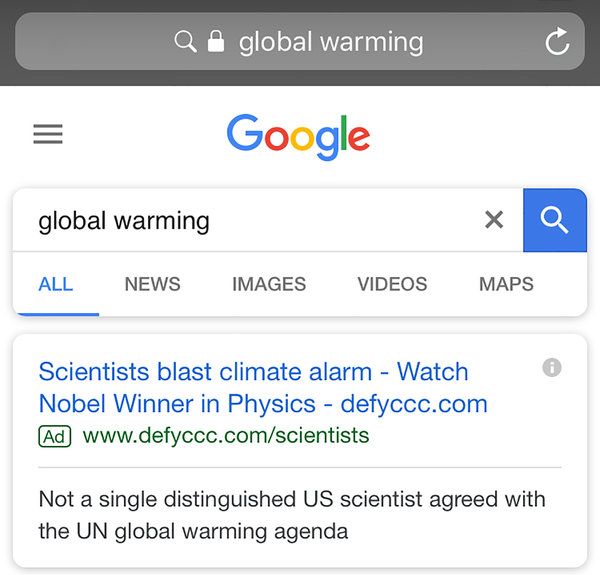 global warming
Google
global warming
ALL NEWS IMAGES VIDEOS MAPS
Scientists blast climate alarm - Watch
Nobel Winner in Physics - defyccc.com
Ad www.defyccc.com/scientists
Not a single distinguished US scientist agreed with
the UN global warming agenda